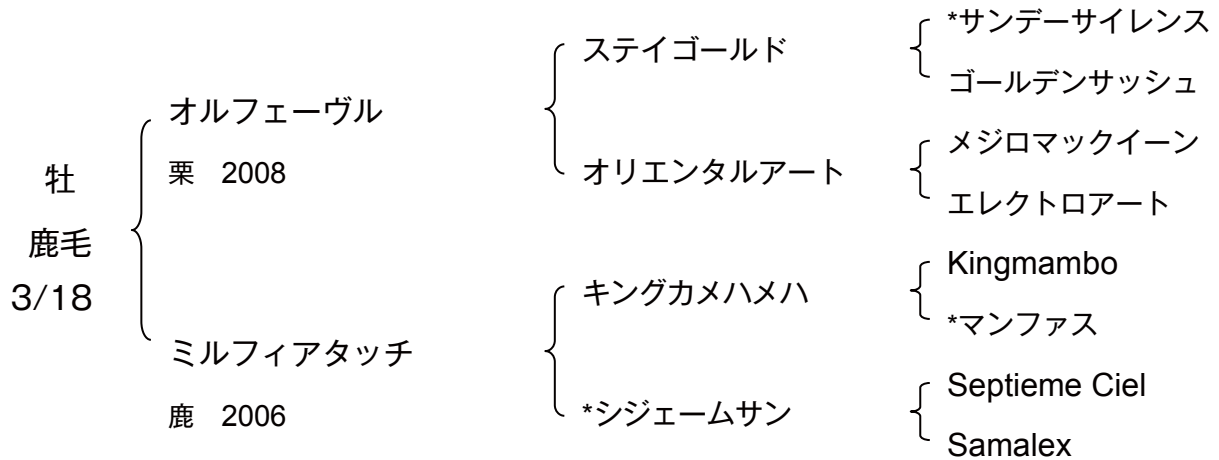 牡
鹿毛
3/18
オルフェーヴル
栗 2008
ミルフィアタッチ
鹿 2006
ステイゴールド
オリエンタルアート
キングカメハメハ
*シジェームサン
*サンデーサイレンス
ゴールデンサッシュ
メジロマックイーン
エレクトロアート
Kingmambo
*マンファス
Septieme Ciel
Samalex